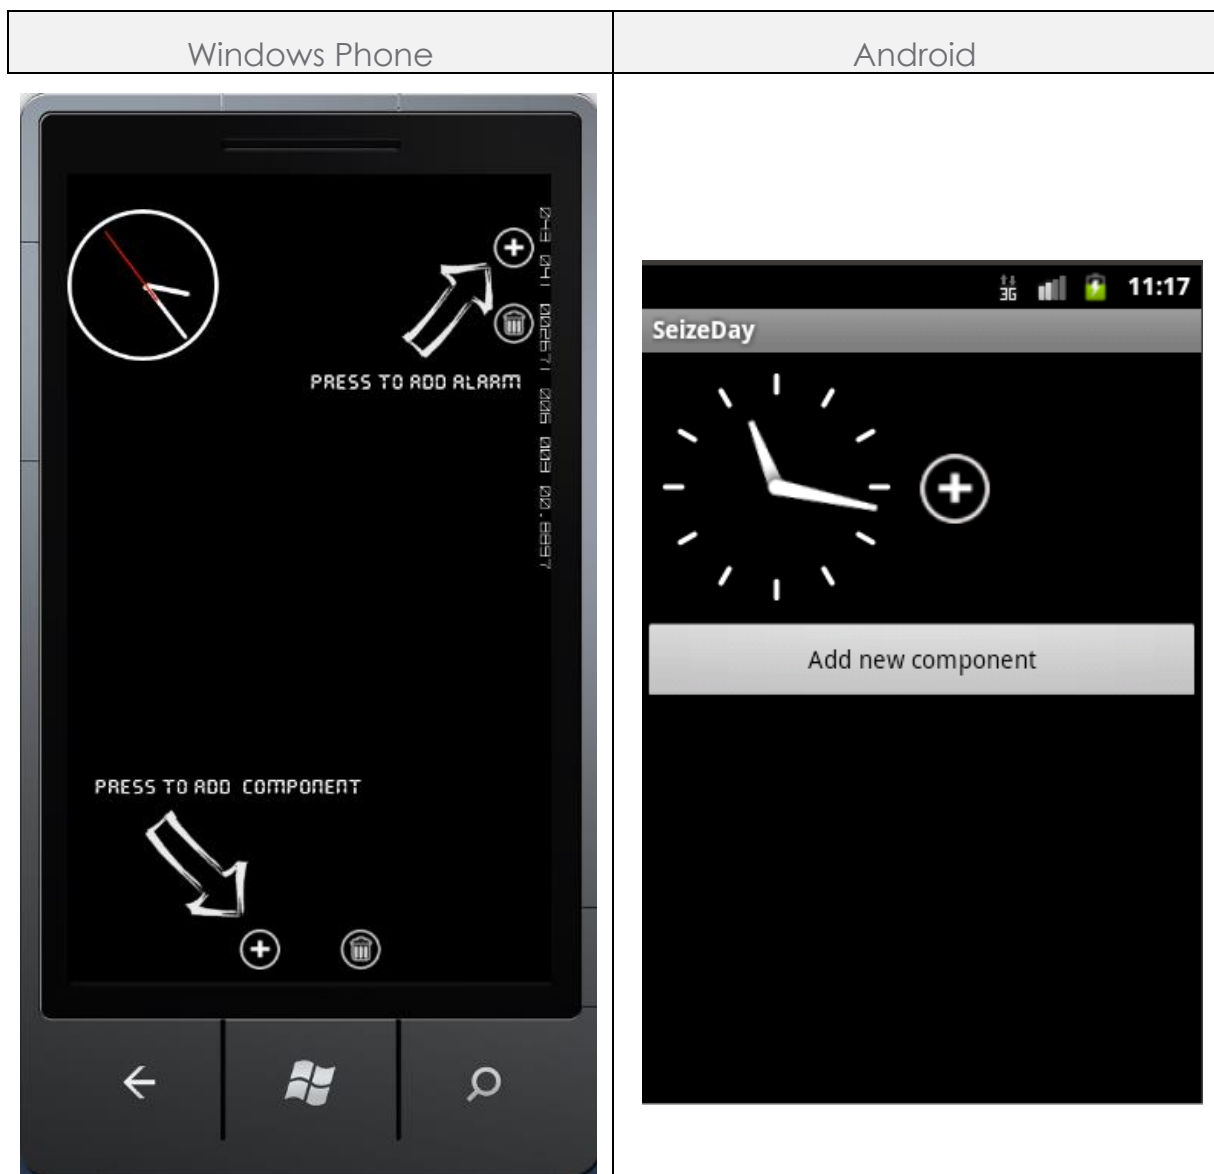 Windows Phone
Android
PRESS TO ADD ALARM
PRESS TO ADD COMPONENT
3G
11:17
SeizeDay
Add new component